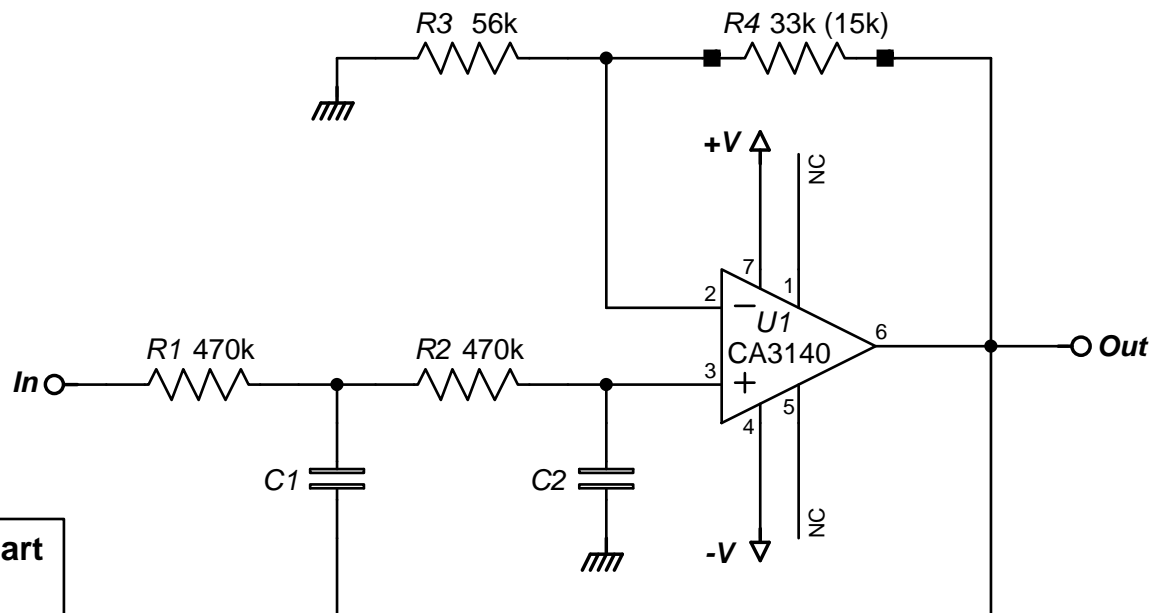 R3 56k
R4 33k (15k)
+V
NC
7
1
2
−
U1
6
R1 470k
R2 470k
CA3140
Out
In
3
+
5
4
C1
C2
NC
art
-V